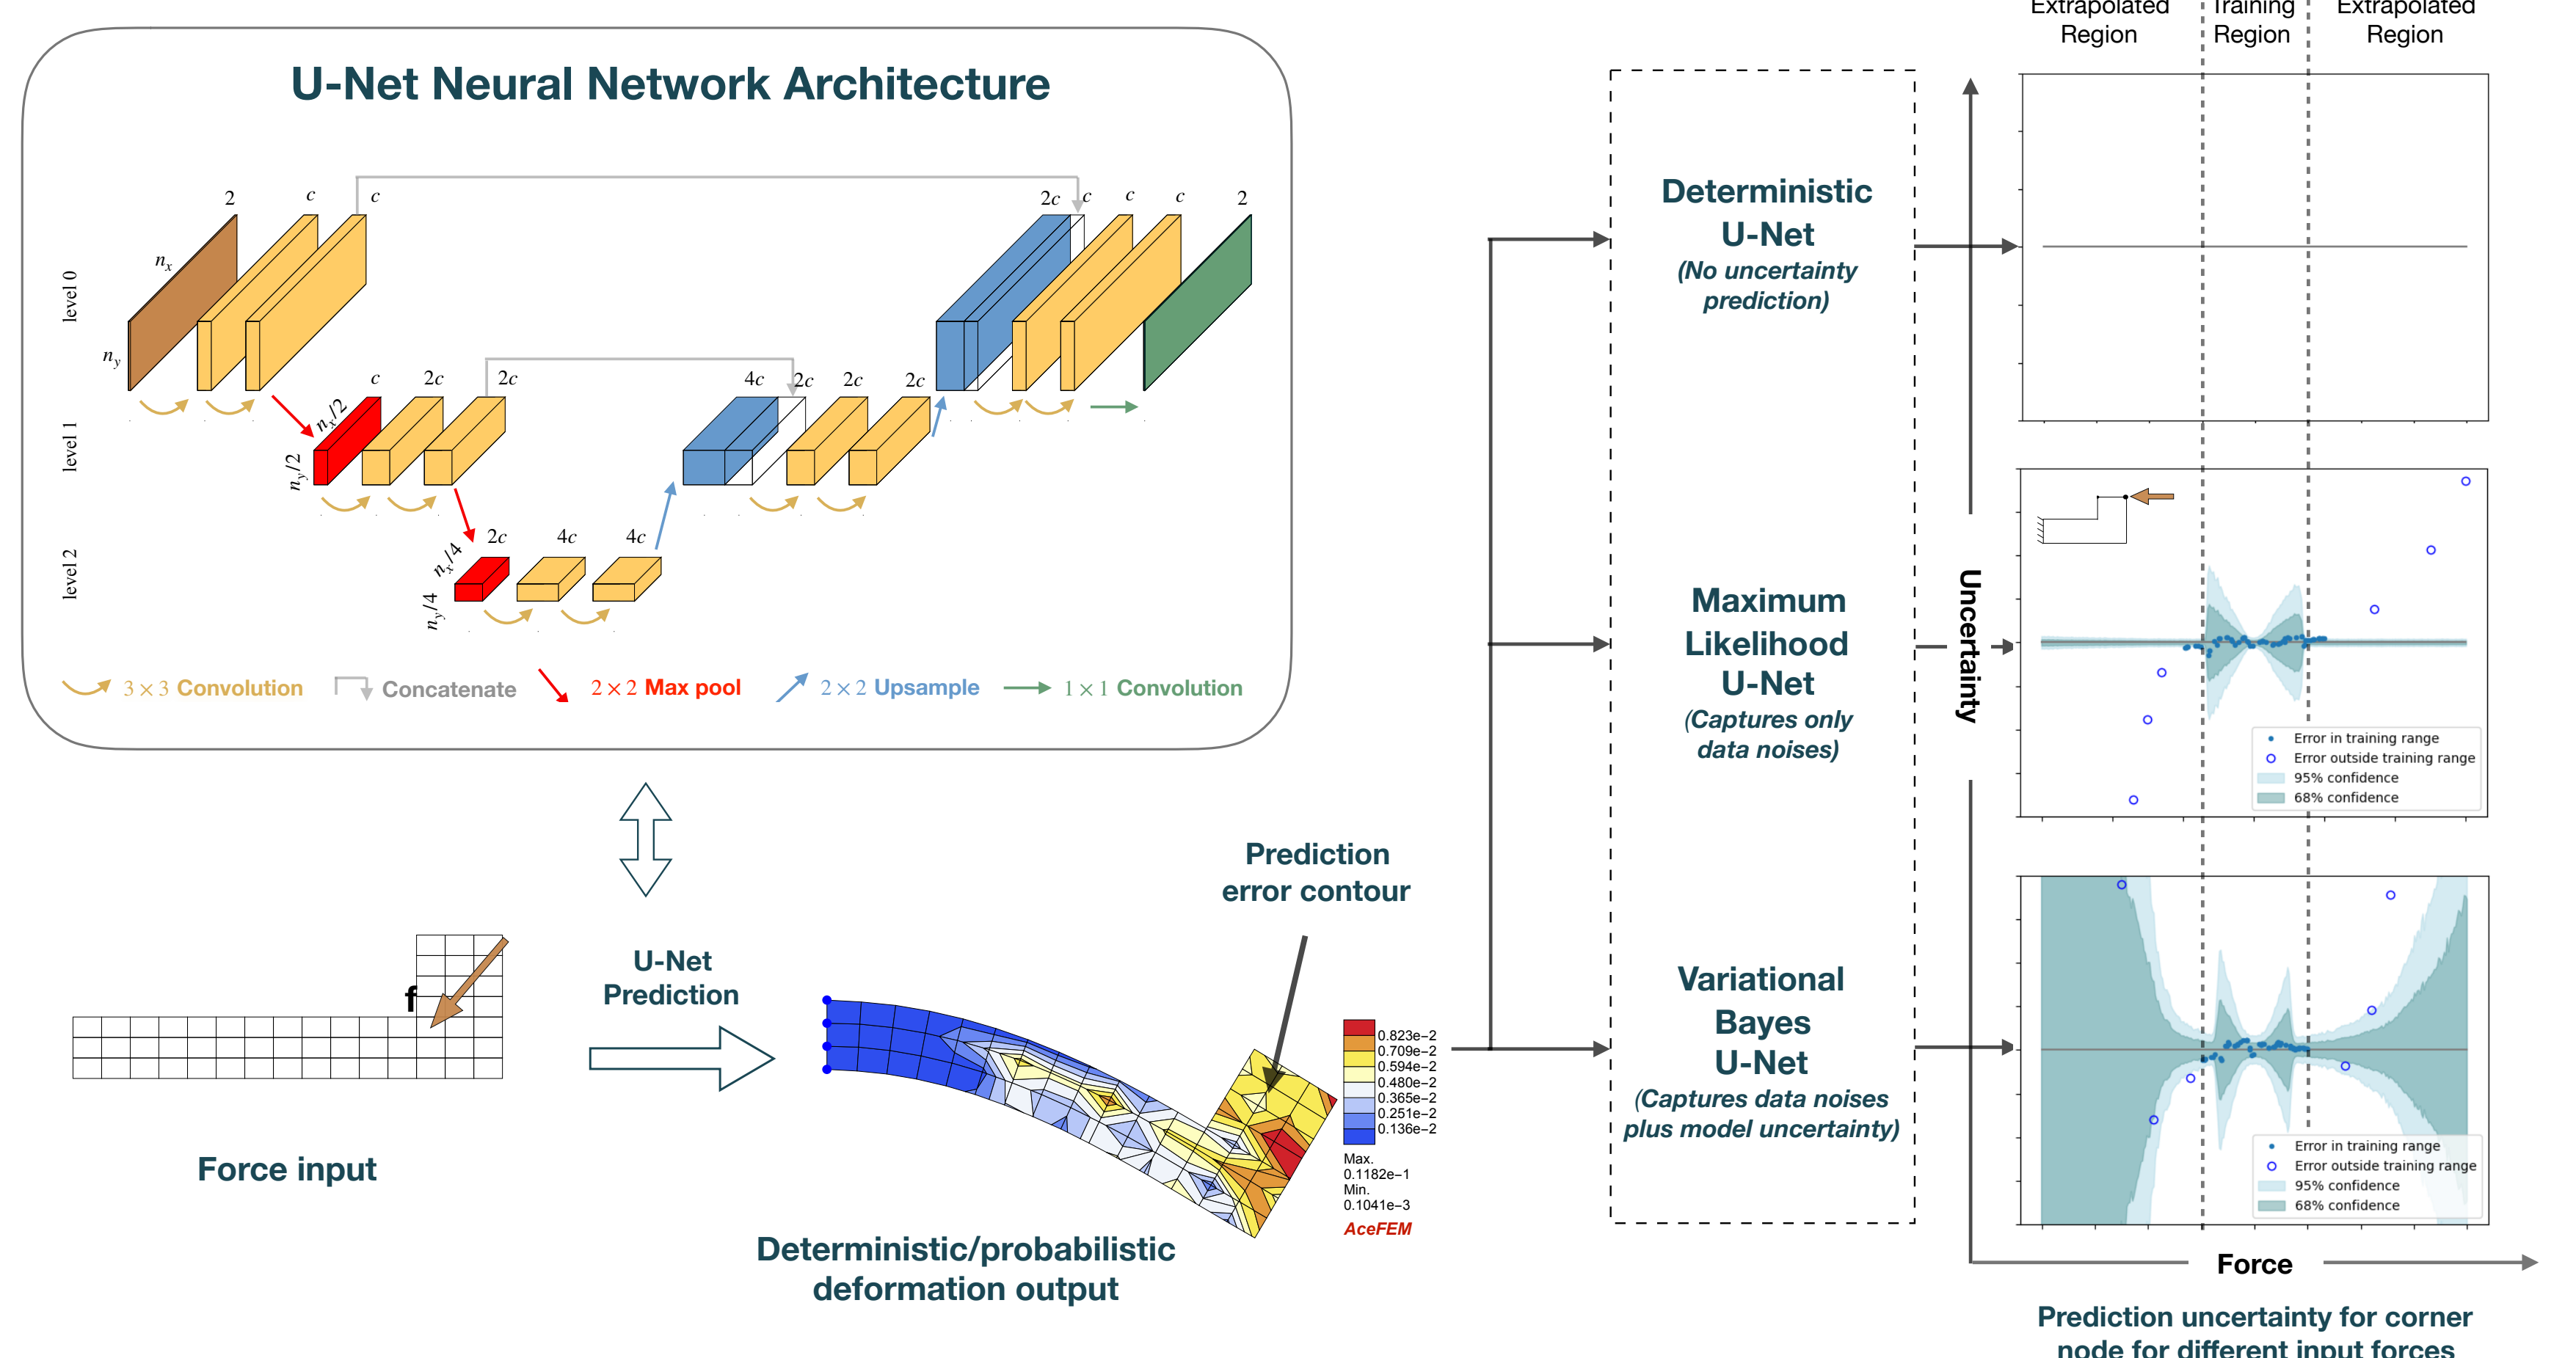 U-Net Neural Network Architecture
2
c
c
2c
c
c
c
2
n_x
n_y
level 0
c
2c
2c
4c
2c
2c
2c
n_x/2
n_y/2
level 1
2c
4c
4c
n_x/4
n_y/4
level 2
3 × 3 Convolution
Concatenate
2 × 2 Max pool
2 × 2 Upsample
1 × 1 Convolution
f
Force input
U-Net
Prediction
Prediction
error contour
0.823e−2
0.709e−2
0.594e−2
0.480e−2
0.365e−2
0.251e−2
0.136e−2
Max.
0.1182e−1
Min.
0.1041e−3
AceFEM
Deterministic/probabilistic
deformation output
Deterministic
U-Net
(No uncertainty
prediction)
Maximum
Likelihood
U-Net
(Captures only
data noises)
Variational
Bayes
U-Net
(Captures data noises
plus model uncertainty)
Uncertainty
Extrapolated
Region
Training
Region
Extrapolated
Region
Error in training range
Error outside training range
95% confidence
68% confidence
Error in training range
Error outside training range
95% confidence
68% confidence
Force
Prediction uncertainty for corner
node for different input forces